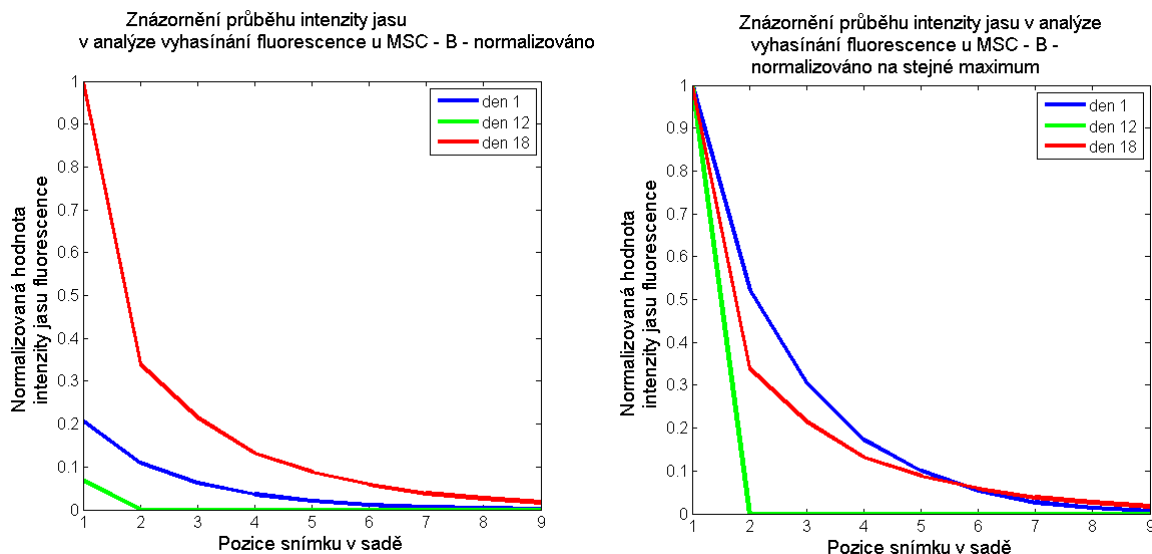 Znázornění průběhu intenzity jasu
v analýze vyhasínání fluorescence u MSC - B - normalizováno
1
0.9
0.8
0.7
0.6
0.5
0.4
0.3
0.2
0.1
0
1 2 3 4 5 6 7 8 9
Normalizovaná hodnota
intenzity jasu fluorescence
Pozice snímku v sadě
den 1
den 12
den 18
Znázornění průběhu intenzity jasu v analýze
vyhasínání fluorescence u MSC - B -
normalizováno na stejné maximum
1
0.9
0.8
0.7
0.6
0.5
0.4
0.3
0.2
0.1
0
1 2 3 4 5 6 7 8 9
Normalizovaná hodnota
intenzity jasu fluorescence
Pozice snímku v sadě
den 1
den 12
den 18